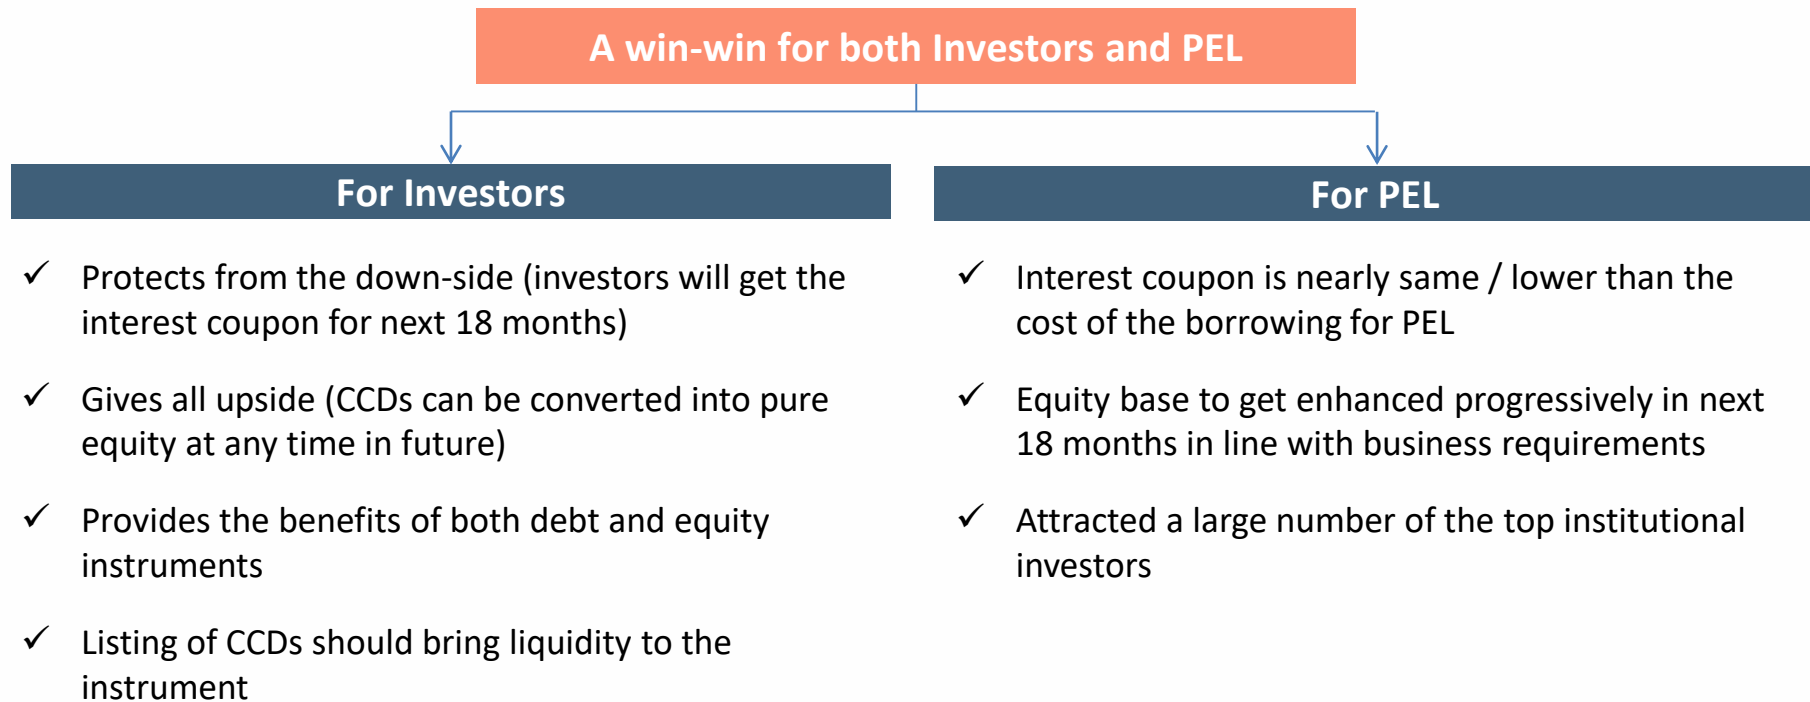 A win-win for both Investors and PEL
For Investors
✓ Protects from the down-side (investors will get the
interest coupon for next 18 months)
✓ Gives all upside (CCDs can be converted into pure
equity at any time in future)
✓ Provides the benefits of both debt and equity
instruments
✓ Listing of CCDs should bring liquidity to the
instrument
For PEL
✓ Interest coupon is nearly same / lower than the
cost of the borrowing for PEL
✓ Equity base to get enhanced progressively in next
18 months in line with business requirements
✓ Attracted a large number of the top institutional
investors